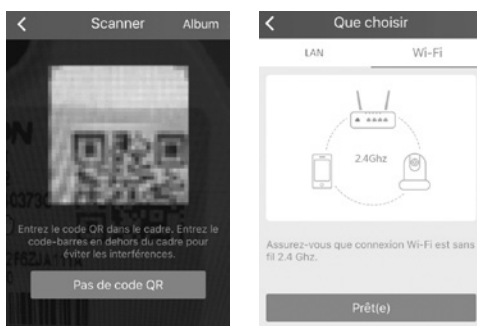 Scanner
Album
Entrez le code QR dans le cadre. Entrez le
code-barres en dehors du cadre pour
éviter les interférences.
Pas de code QR
Que choisir
LAN
Wi-Fi
2.4Ghz
Assurez-vous que connexion Wi-Fi est sans
fil 2.4 Ghz.
Prêt(e)